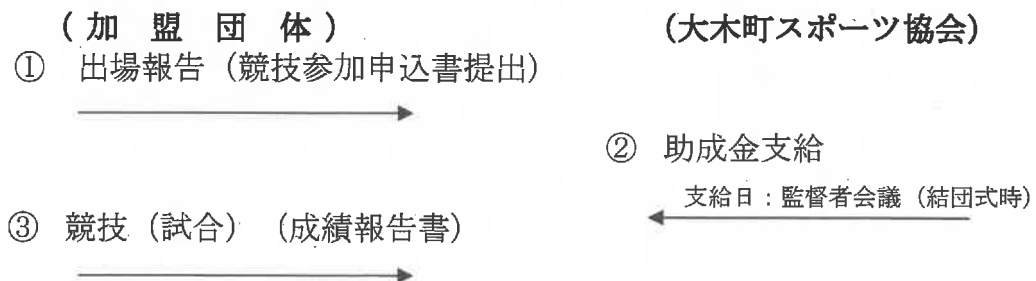 (加盟団体) (大木町スポーツ協会)
① 出場報告(競技参加申込書提出)
② 助成金支給
支給日:監督者会議(結団式時)
③ 競技(試合) (成績報告書)